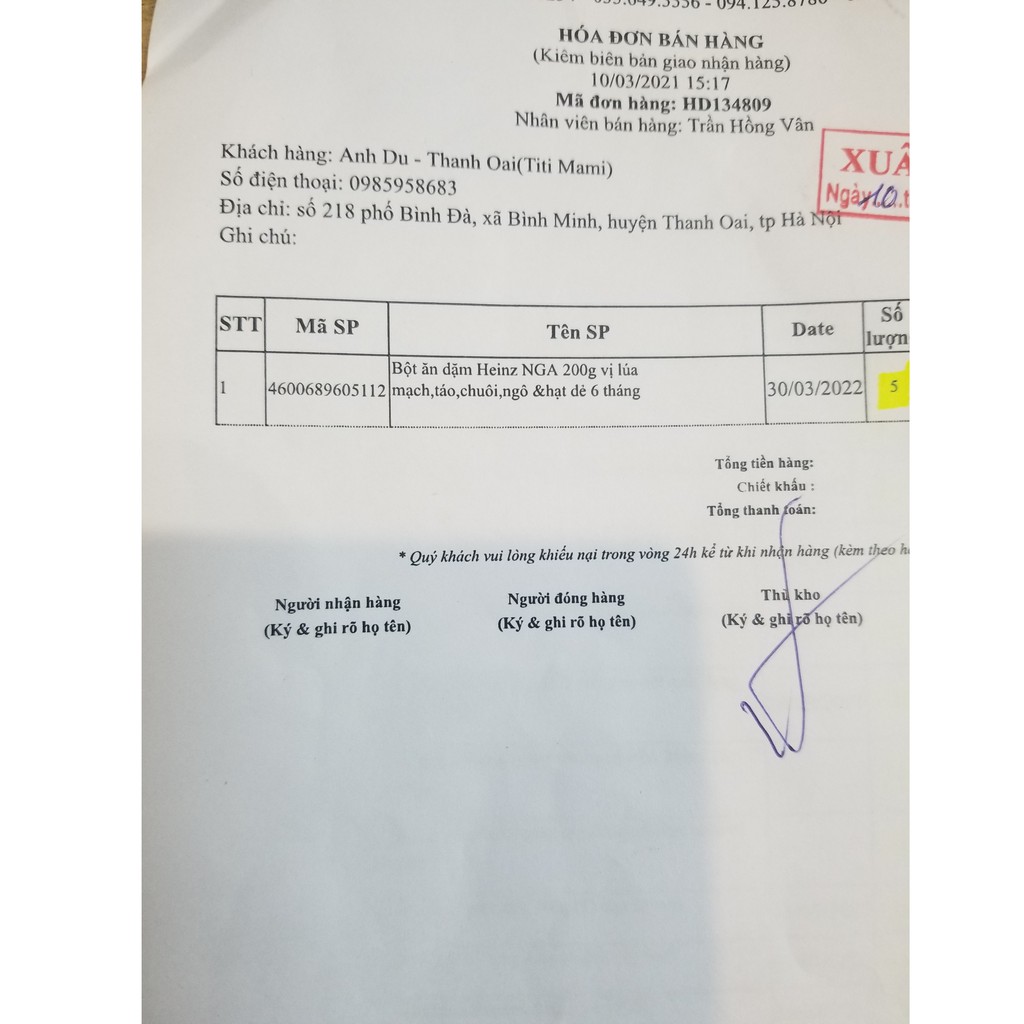 094.125.8780
HÓA ĐƠN BÁN HÀNG
(Kiêm biên bản giao nhận hàng)
10/03/2021 15:17
Mã đơn hàng: HD134809
Nhân viên bán hàng: Trần Hồng Vân
XUÂ
Ngày 10.t
Khách hàng: Anh Du - Thanh Oai(Titi Mami)
Số điện thoại: 0985958683
Địa chỉ: số 218 phố Bình Đà, xã Bình Minh, huyện Thanh Oai, tp Hà Nội
Ghi chú:
STT Mã SP Tên SP Date Số lượn
1 4600689605112 Bột ăn dặm Heinz NGA 200g vị lúa
mạch,táo,chuôi,ngô &hạt dẻ 6 tháng 30/03/2022 5
Tổng tiền hàng:
Chiết khấu :
Tổng thanh toán:
* Quý khách vui lòng khiếu nại trong vòng 24h kể từ khi nhận hàng (kèm theo h
Người nhận hàng Người đóng hàng Thủ kho
(Ký & ghi rõ họ tên) (Ký & ghi rõ họ tên) (Ký & ghi rõ họ tên)